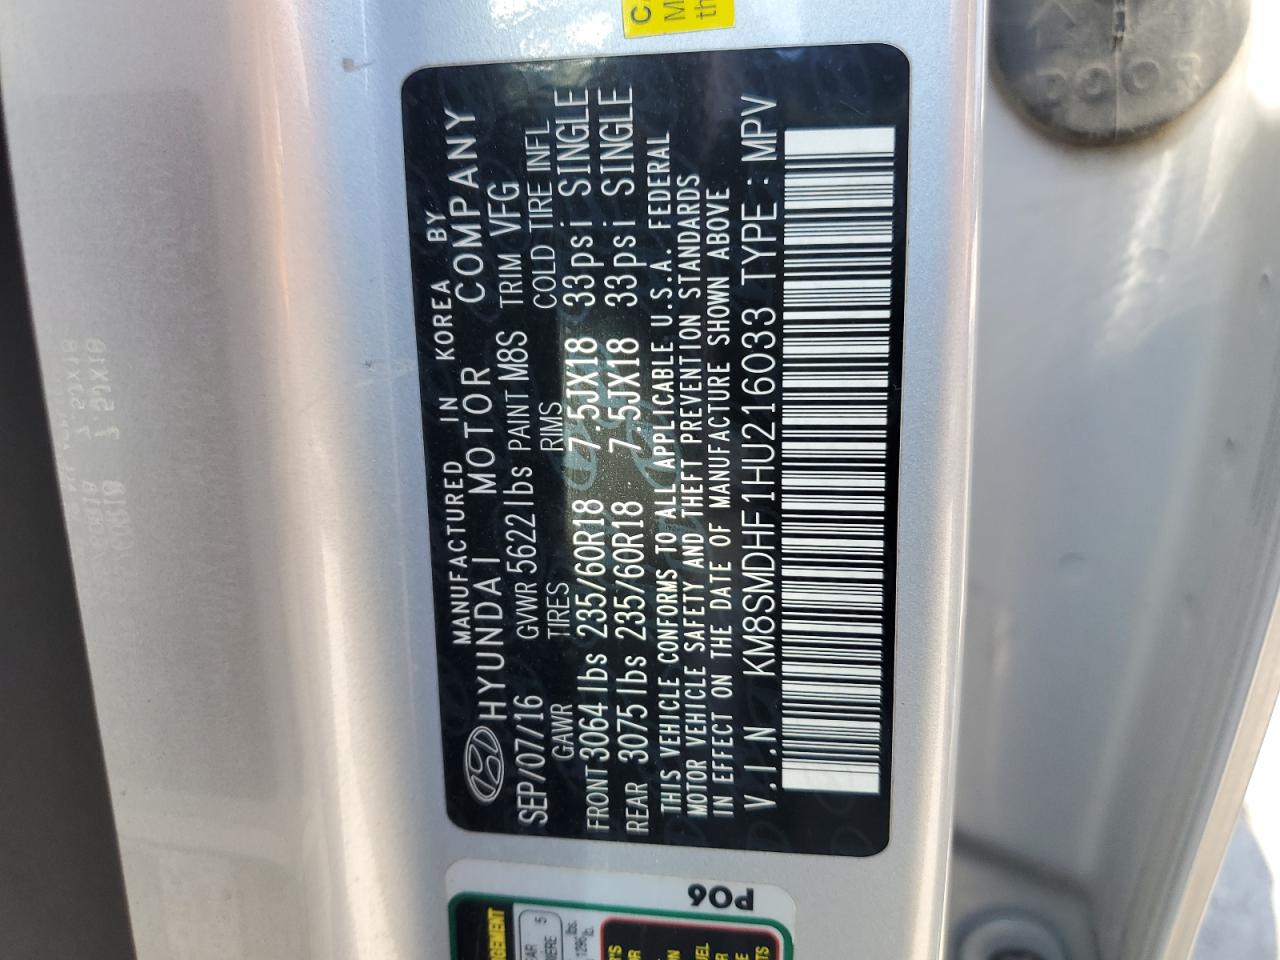 MANUFACTURED IN KOREA BY
HYUNDAI MOTOR COMPANY
SEP/07/16 GVWR 5622lbs PAINT M8S TRIM VFG
GAWR TIRES RIMS COLD TIRE INFL
FRONT 3064lbs 235/60R18 7.5JX18 33psi SINGLE
REAR 3075lbs 235/60R18 7.5JX18 33psi SINGLE
THIS VEHICLE CONFORMS TO ALL APPLICABLE U.S.A. FEDERAL
MOTOR VEHICLE SAFETY AND THEFT PREVENTION STANDARDS
IN EFFECT ON THE DATE OF MANUFACTURE SHOWN ABOVE
V.I.N KM8SMDHF1HU216033 TYPE : MPV
P06
DOOR